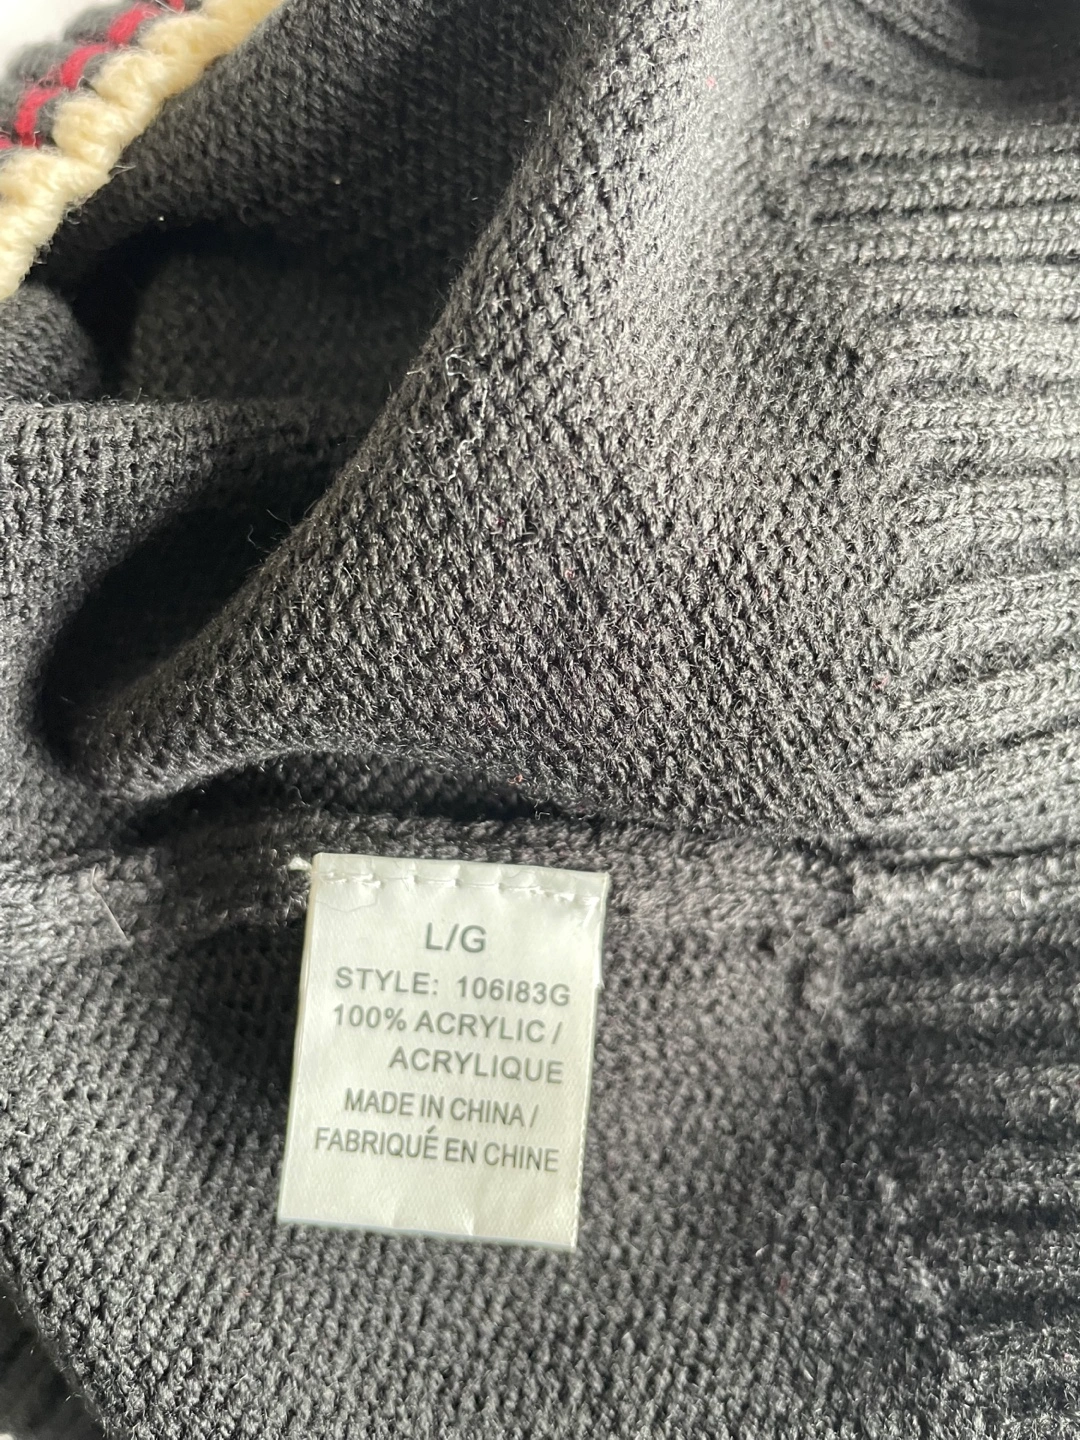 L/G
STYLE: 106I83G
100% ACRYLIC /
ACRYLIQUE
MADE IN CHINA /
FABRIQUÉ EN CHINE